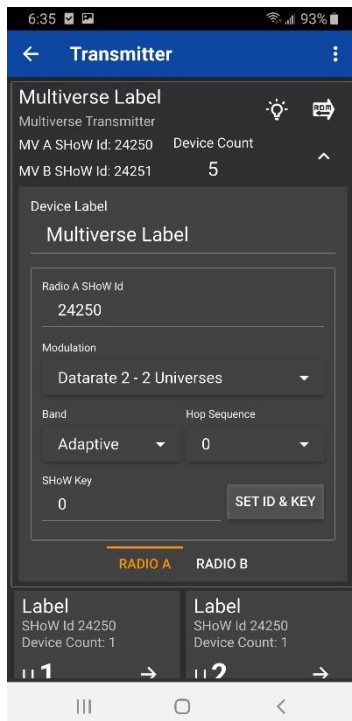 6:35 93%
Transmitter
Multiverse Label
RDM
Multiverse Transmitter
MV A SHoW Id: 24250 Device Count
MV B SHoW Id: 24251 5
Device Label
Multiverse Label
Radio A SHoW Id
24250
Modulation
Datarate 2 - 2 Universes
Band Hop Sequence
Adaptive 0
SHoW Key
0 SET ID & KEY
RADIO A RADIO B
Label Label
SHoW Id 24250 SHoW Id 24250
Device Count: 1 Device Count: 1
U1 U2